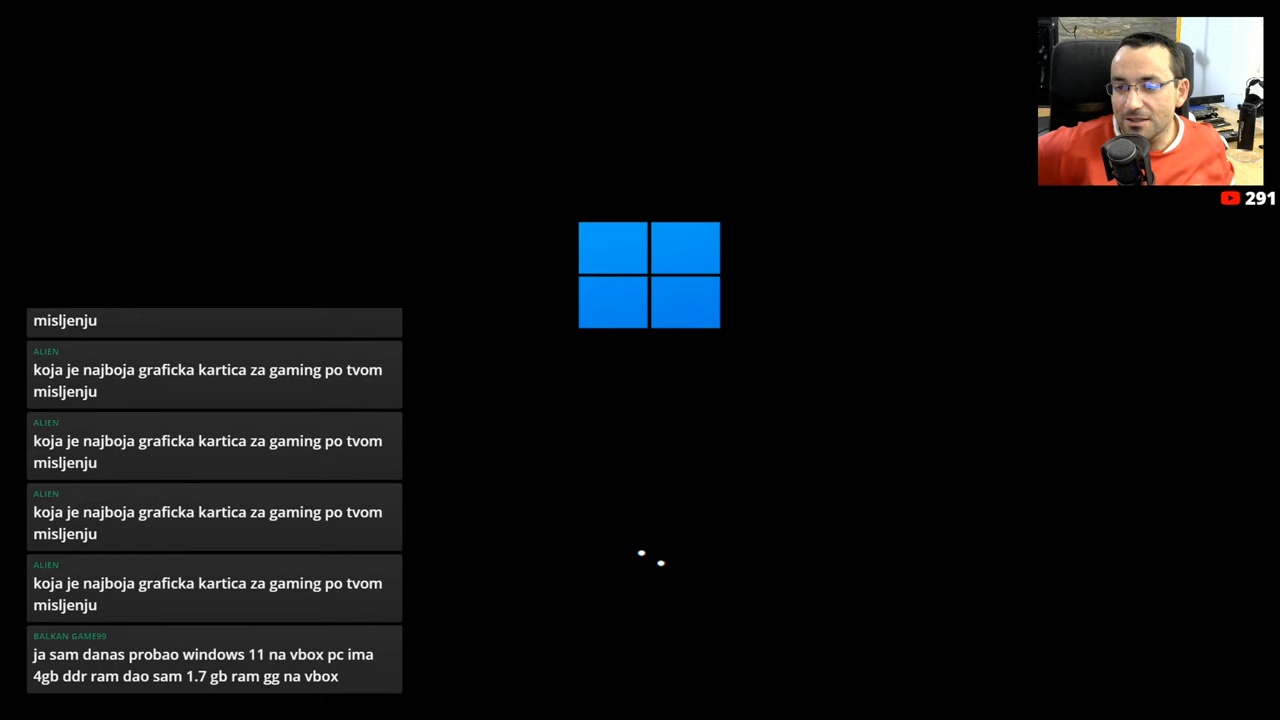 291
misljenju
ALIEN
koja je najboja graficka kartica za gaming po tvom
misljenju
ALIEN
koja je najboja graficka kartica za gaming po tvom
misljenju
ALIEN
koja je najboja graficka kartica za gaming po tvom
misljenju
ALIEN
koja je najboja graficka kartica za gaming po tvom
misljenju
BALKAN GAME99
ja sam danas probao windows 11 na vbox pc ima
4gb ddr ram dao sam 1.7 gb ram gg na vbox